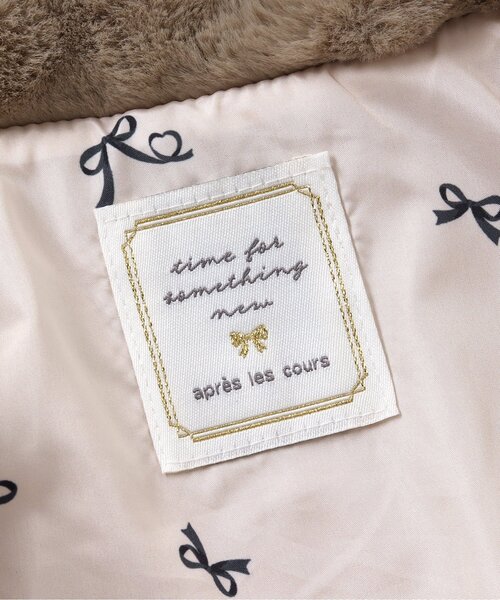 time for
something
new
après les cours